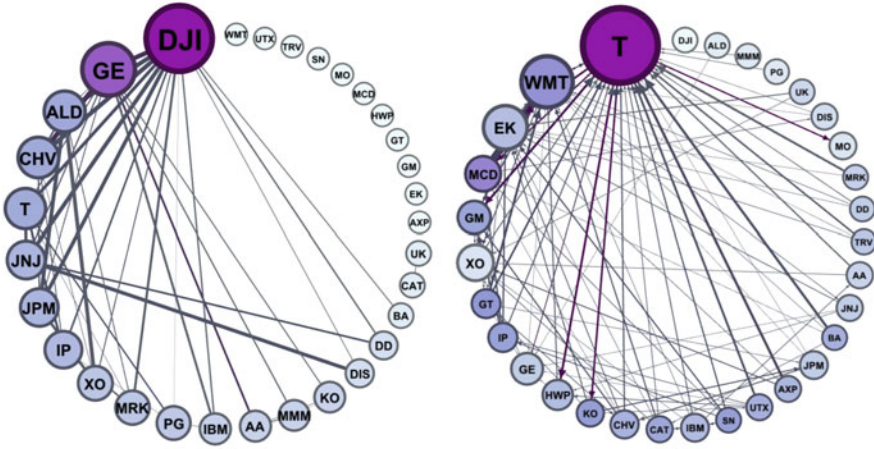 DJI
WMT
UTX
TRV
SN
MO
MCD
HWP
GT
GM
EK
AXP
UK
CAT
BA
DD
DIS
KO
MMM
AA
IBM
PG
MRK
XO
IP
JPM
JNJ
T
CHV
ALD
GE
T
DJI
ALD
MMM
PG
UK
DIS
MO
MRK
DD
TRV
AA
JNJ
BA
JPM
AXP
UTX
SN
IBM
CAT
CHV
KO
HWP
GE
IP
GT
XO
GM
MCD
EK
WMT